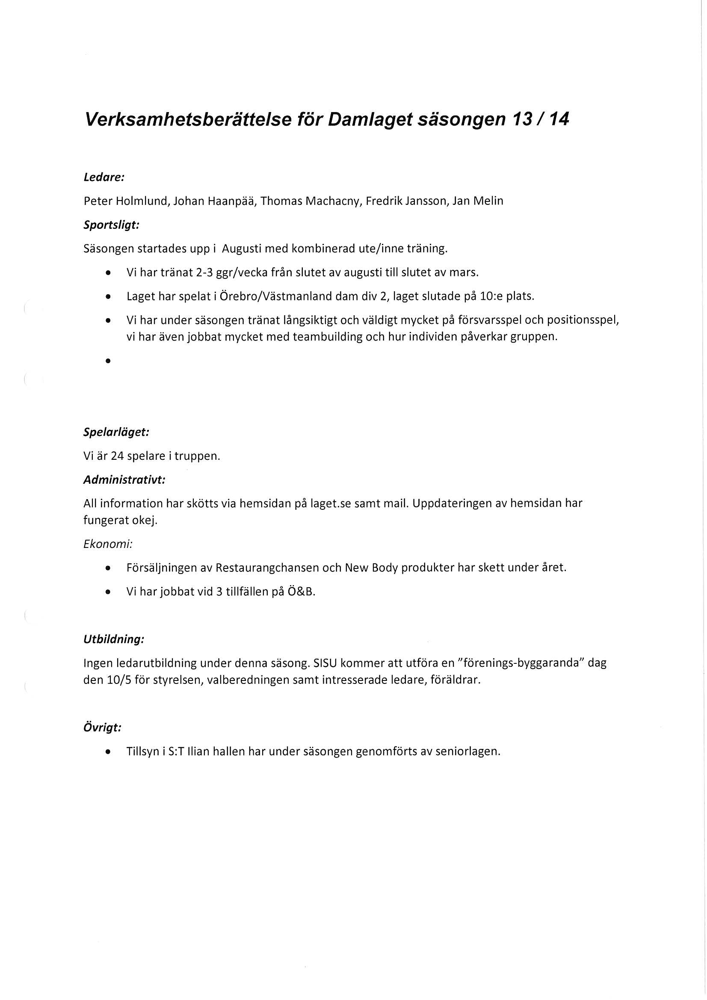 Verksamhetsberättelse för Damlaget säsongen 13 / 14
Ledare:
Peter Holmlund, Johan Haanpää, Thomas Machacny, Fredrik Jansson, Jan Melin
Sportsligt:
Säsongen startades upp i  Augusti med kombinerad ute/inne träning.
• Vi har tränat 2-3 ggr/vecka från slutet av augusti till slutet av mars.
• Laget har spelat i Örebro/Västmanland dam div 2, laget slutade på 10:e plats.
• Vi har under säsongen tränat långsiktigt och väldigt mycket på försvarsspel och positionsspel,
vi har även jobbat mycket med teambuilding och hur individen påverkar gruppen.
•
Spelarläget:
Vi är 24 spelare i truppen.
Administrativt:
All information har skötts via hemsidan på laget.se samt mail. Uppdateringen av hemsidan har
fungerat okej.
Ekonomi:
• Försäljningen av Restaurangchansen och New Body produkter har skett under året.
• Vi har jobbat vid 3 tillfällen på Ö&B.
Utbildning:
Ingen ledarutbildning under denna säsong. SISU kommer att utföra en ”förenings-byggaranda” dag
den 10/5 för styrelsen, valberedningen samt intresserade ledare, föräldrar.
Övrigt:
• Tillsyn i S:T Ilian hallen har under säsongen genomförts av seniorlagen.